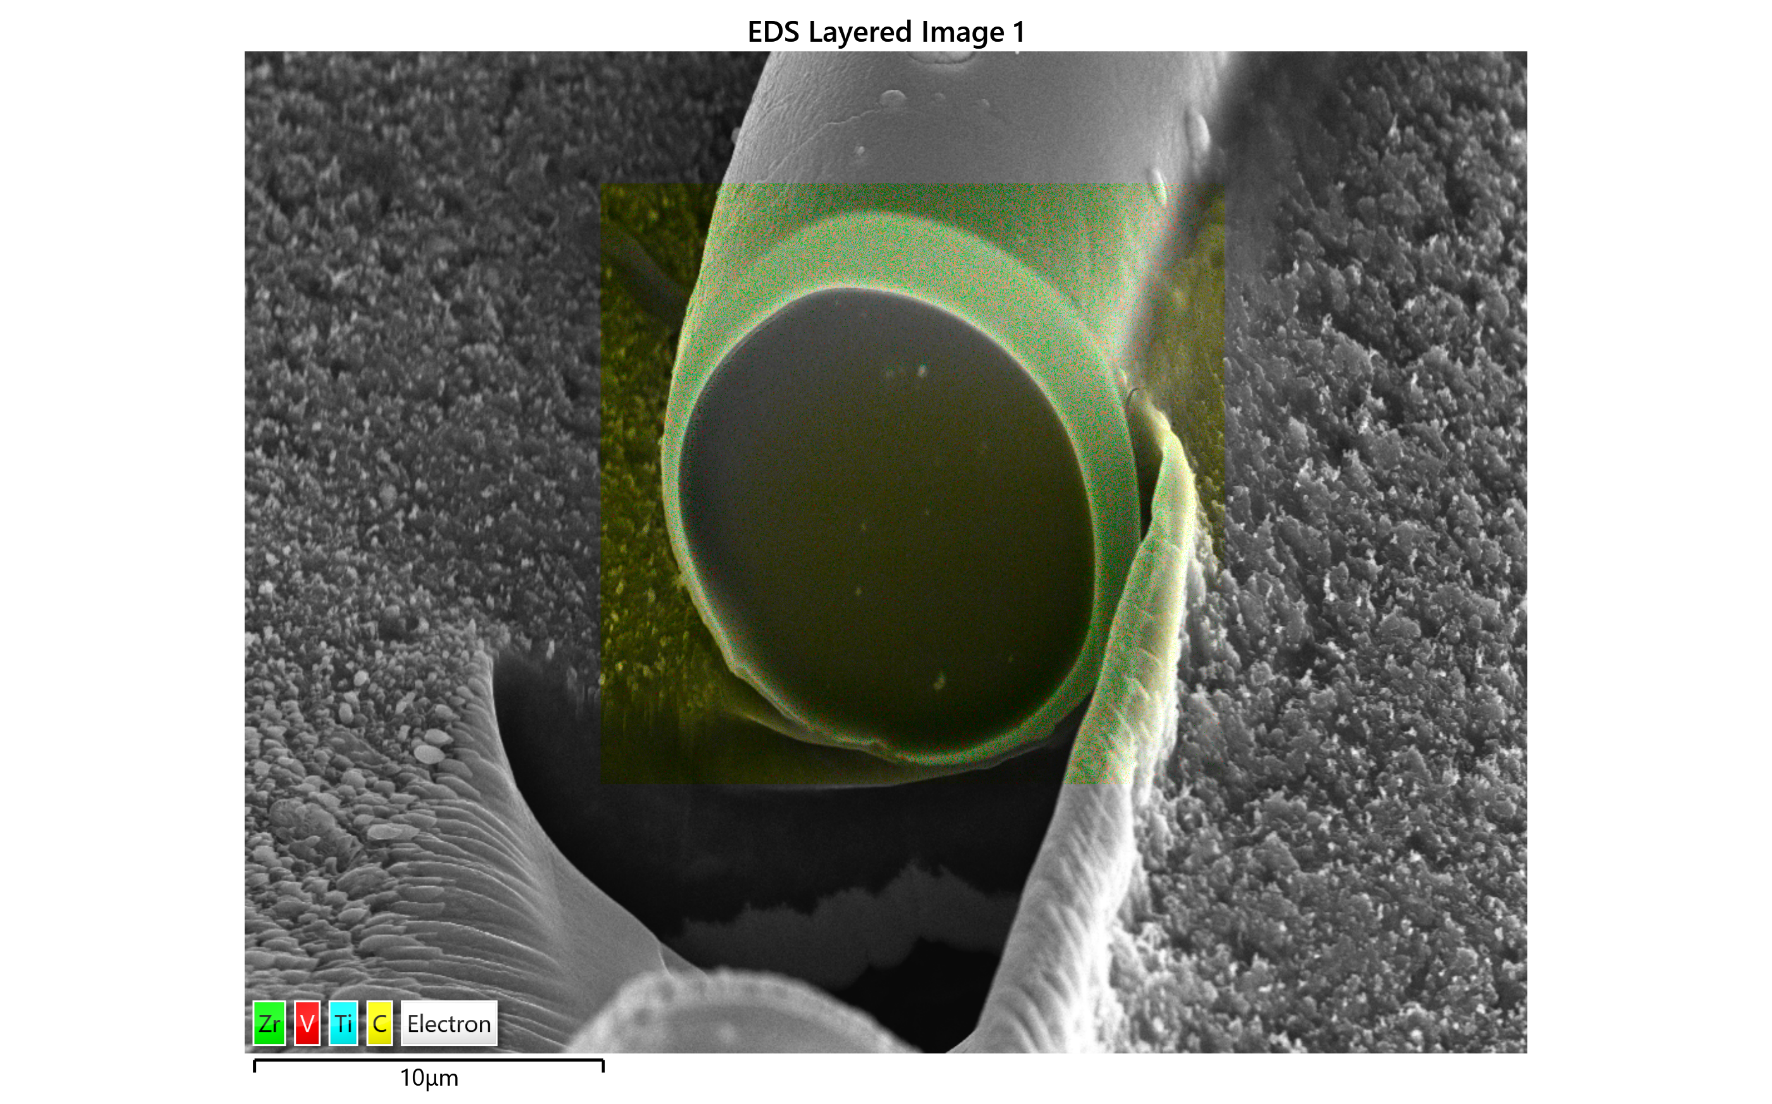 EDS Layered Image 1
Zr V Ti C Electron
10µm